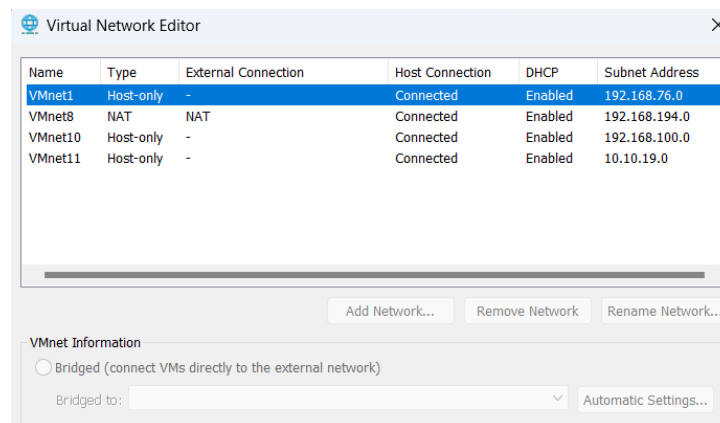 Virtual Network Editor
Name Type External Connection Host Connection DHCP Subnet Address
VMnet1 Host-only - Connected Enabled 192.168.76.0
VMnet8 NAT NAT Connected Enabled 192.168.194.0
VMnet10 Host-only - Connected Enabled 192.168.100.0
VMnet11 Host-only - Connected Enabled 10.10.19.0
Add Network... Remove Network Rename Network...
VMnet Information
Bridged (connect VMs directly to the external network)
Bridged to: Automatic Settings...